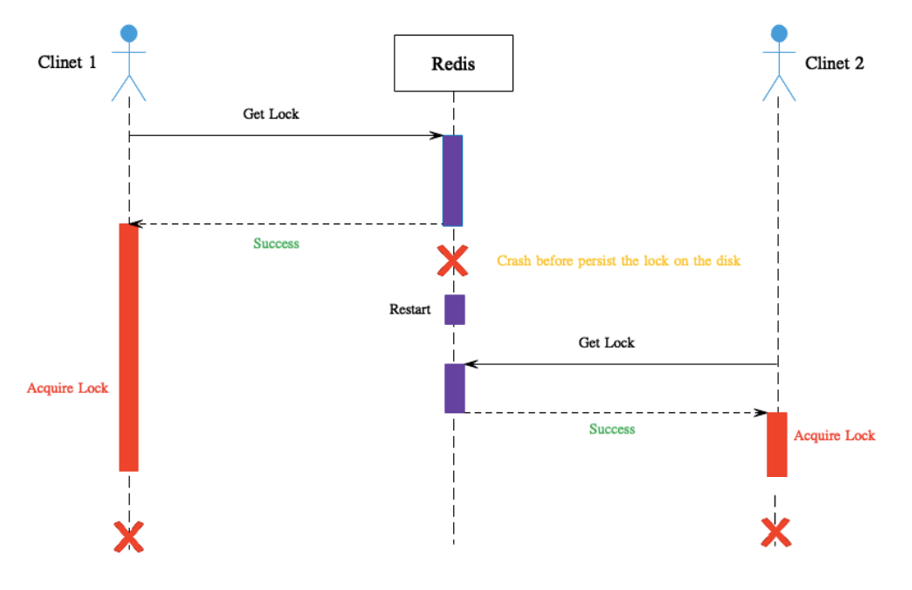 Clinet 1
Redis
Clinet 2
Get Lock
Success
Crash before persist the lock on the disk
Restart
Get Lock
Acquire Lock
Success
Acquire Lock